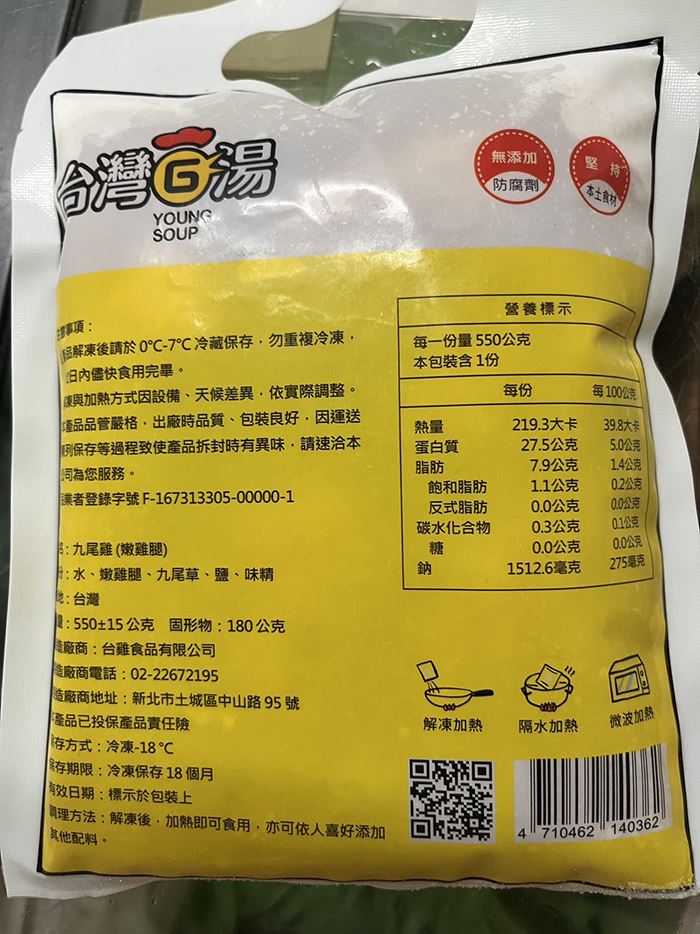 台灣G湯
YOUNG
SOUP
無添加
防腐劑
堅持
本土食材
意事項：
品解凍後請於 0℃-7℃ 冷藏保存，勿重複冷凍，
日內儘快食用完畢。
凍與加熱方式因設備、天候差異，依實際調整。
產品品管嚴格，出廠時品質、包裝良好，因運送
列保存等過程致使產品拆封時有異味，請速洽本
公司為您服務。
業者登錄字號 F-167313305-00000-1
：九尾雞 (嫩雞腿)
：水、嫩雞腿、九尾草、鹽、味精
地：台灣
：550±15 公克 固形物：180 公克
造廠商：台雞食品有限公司
造廠商電話：02-22672195
造廠商地址：新北市土城區中山路 95 號
產品已投保產品責任險
保存方式：冷凍-18 ℃
保存期限：冷凍保存 18 個月
有效日期：標示於包裝上
調理方法：解凍後，加熱即可食用，亦可依人喜好添加
其他配料。
營養標示
每一份量 550公克
本包裝含 1份
每份 每 100公克
熱量 219.3大卡 39.8大卡
蛋白質 27.5公克 5.0公克
脂肪 7.9公克 1.4公克
飽和脂肪 1.1公克 0.2公克
反式脂肪 0.0公克 0.0公克
碳水化合物 0.3公克 0.1公克
糖 0.0公克 0.0公克
鈉 1512.6毫克 275毫克
解凍加熱 隔水加熱 微波加熱
4 710462 140362